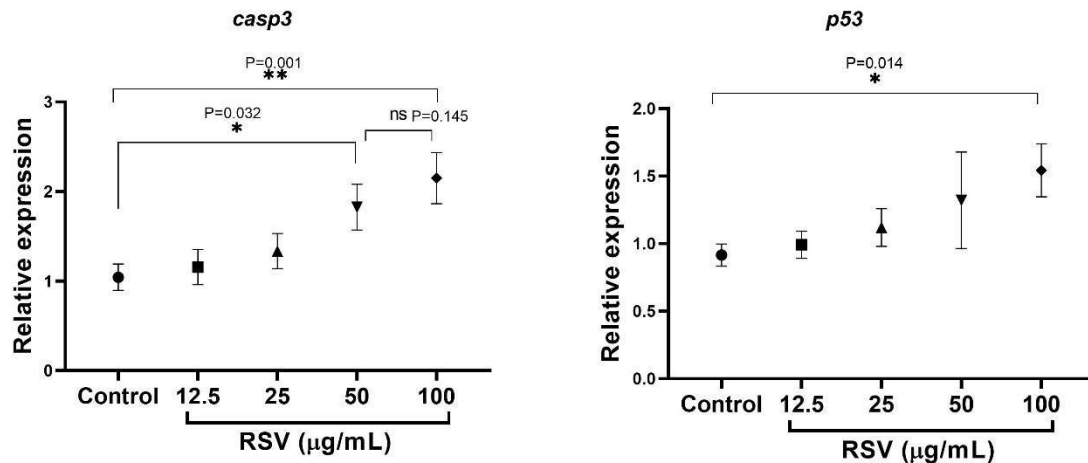 casp3
P=0.001
**
P=0.032
*
ns P=0.145
Relative expression
3
2
1
0
Control 12.5 25 50 100
RSV (μg/mL)
p53
P=0.014
*
Relative expression
2.0
1.5
1.0
0.5
0.0
Control 12.5 25 50 100
RSV (μg/mL)